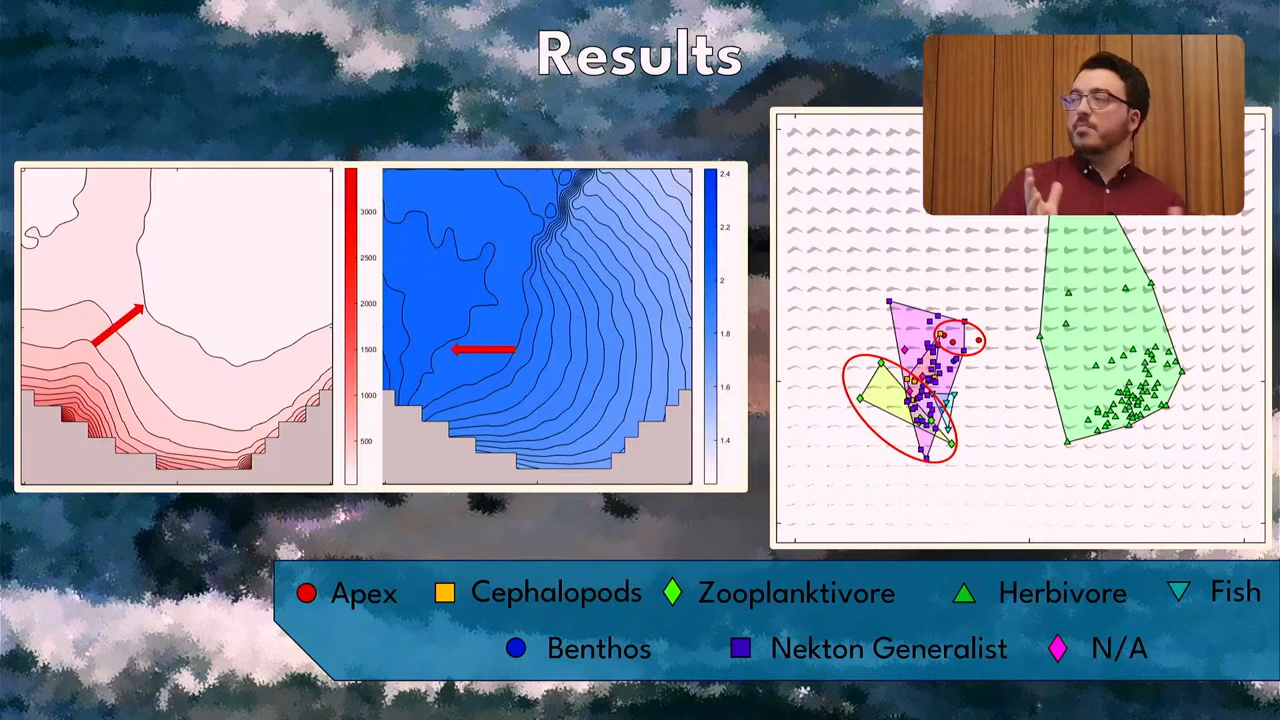 Results
3000
2500
2000
1500
1000
500
2.4
2.2
2
1.8
1.6
1.4
Apex
Cephalopods
Zooplanktivore
Herbivore
Fish
Benthos
Nekton Generalist
N/A